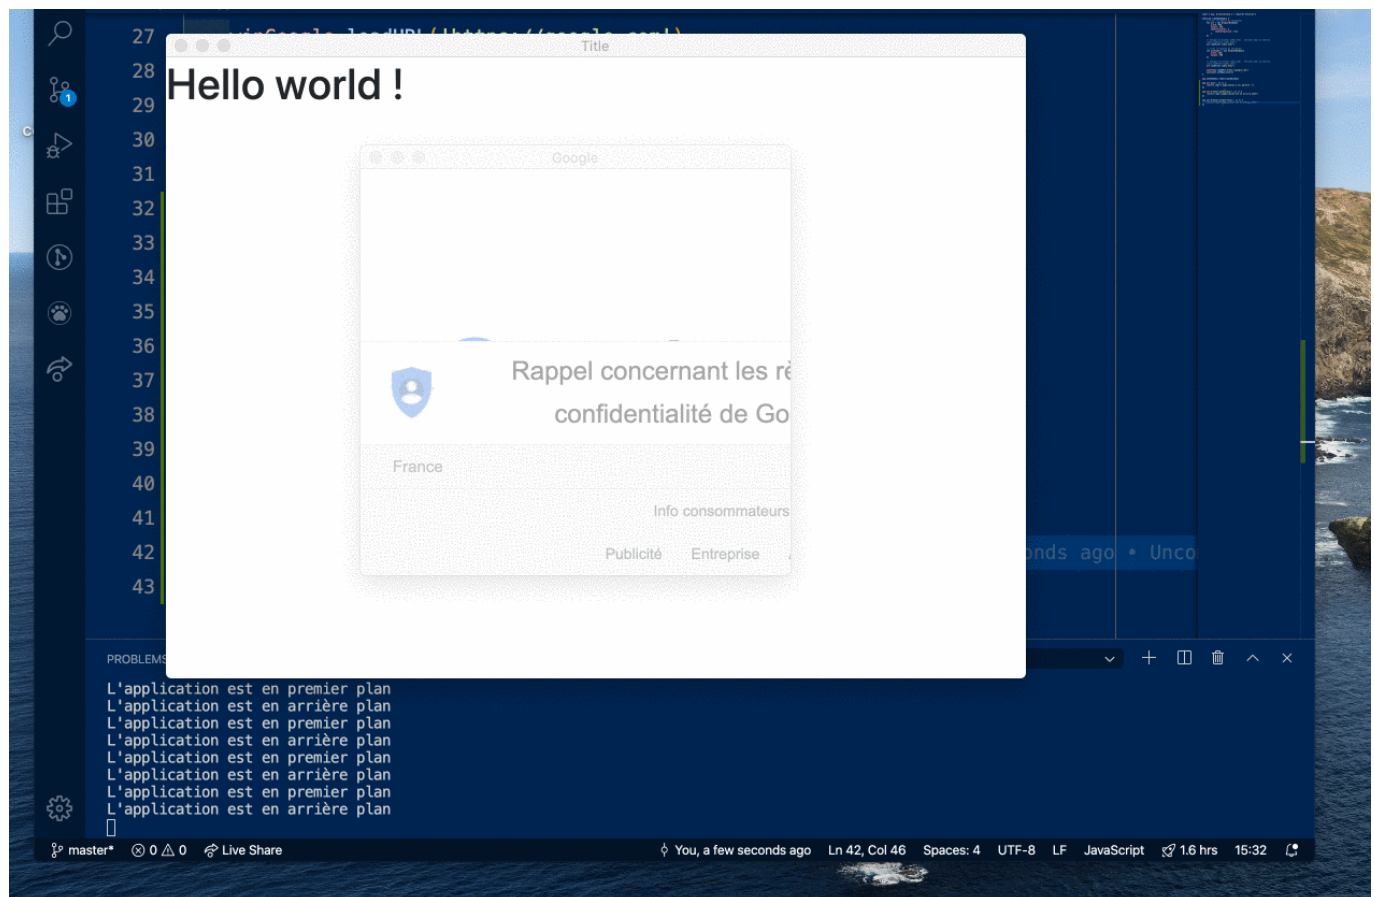 27
Title
28
Hello world !
29
30
Google
31
32
33
34
35
36
37
Rappel concernant les rè
38
confidentialité de Go
39
France
40
41
Info consommateurs
42
Publicité Entreprise
onds ago • Unco
43
PROBLEMS
L'application est en premier plan
L'application est en arrière plan
L'application est en premier plan
L'application est en arrière plan
L'application est en premier plan
L'application est en arrière plan
L'application est en premier plan
L'application est en arrière plan
master* 0 0 Live Share You, a few seconds ago Ln 42, Col 46 Spaces: 4 UTF-8 LF JavaScript 1.6 hrs 15:32